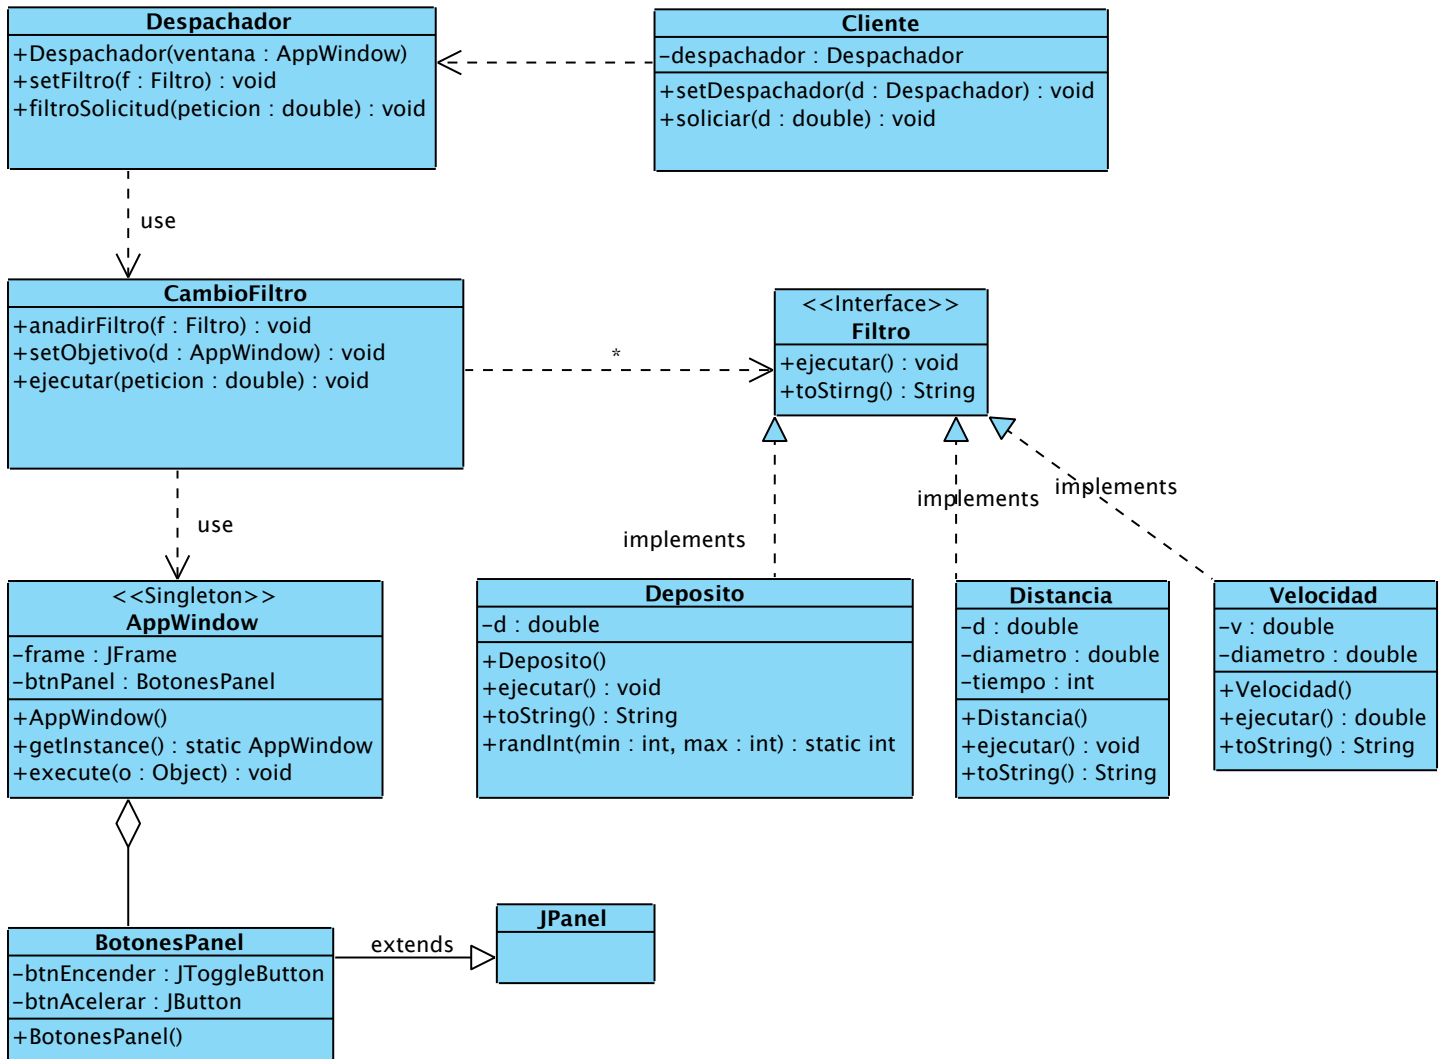 Despachador
+Despachador(ventana : AppWindow)
+setFiltro(f : Filtro) : void
+filtroSolicitud(peticion : double) : void
Cliente
-despachador : Despachador
+setDespachador(d : Despachador) : void
+soliciar(d : double) : void
use
CambioFiltro
+anadirFiltro(f : Filtro) : void
+setObjetivo(d : AppWindow) : void
+ejecutar(peticion : double) : void
*
<<Interface>>
Filtro
+ejecutar() : void
+toStirng() : String
use
implements
implements
implements
<<Singleton>>
AppWindow
-frame : JFrame
-btnPanel : BotonesPanel
+AppWindow()
+getInstance() : static AppWindow
+execute(o : Object) : void
Deposito
-d : double
+Deposito()
+ejecutar() : void
+toString() : String
+randInt(min : int, max : int) : static int
Distancia
-d : double
-diametro : double
-tiempo : int
+Distancia()
+ejecutar() : void
+toString() : String
Velocidad
-v : double
-diametro : double
+Velocidad()
+ejecutar() : double
+toString() : String
BotonesPanel
-btnEncender : JToggleButton
-btnAcelerar : JButton
+BotonesPanel()
extends
JPanel